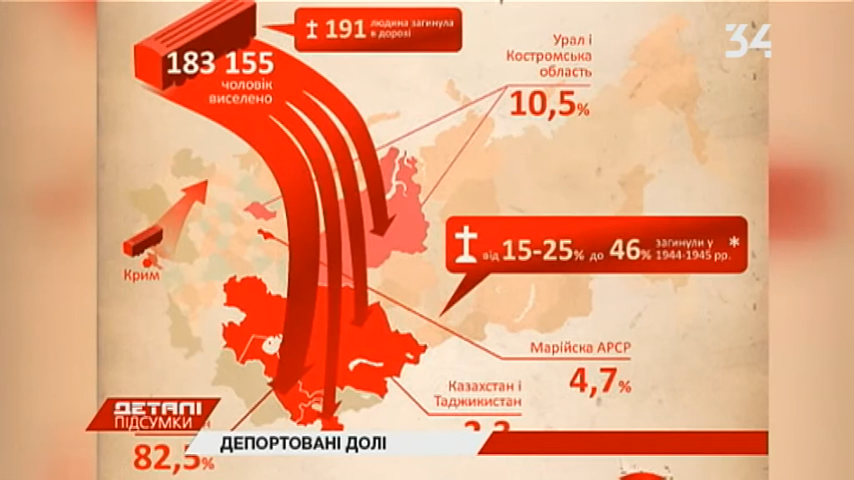 34
191
людина загинула
в дорозі
183 155
чоловік
виселено
Урал і
Костромська
область
10,5%
Крим
від 15-25% до 46% загинули у
1944-1945 рр. *
Марійска АРСР
4,7%
Казахстан і
Таджикистан
82,5%
ДЕТАЛІ
ПІДСУМКИ
ДЕПОРТОВАНІ ДОЛІ